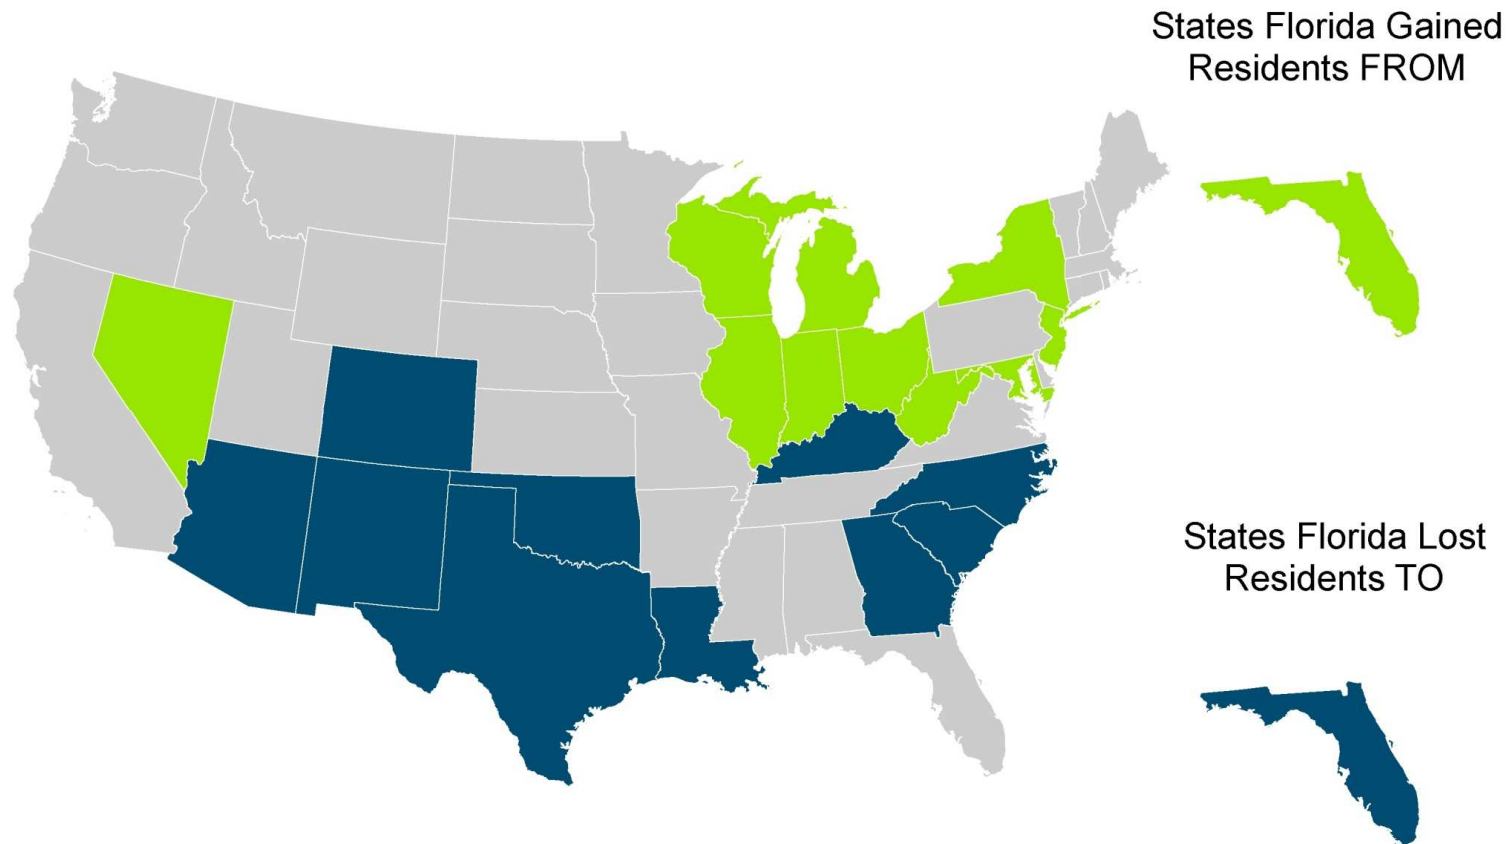 States Florida Gained
Residents FROM
States Florida Lost
Residents TO